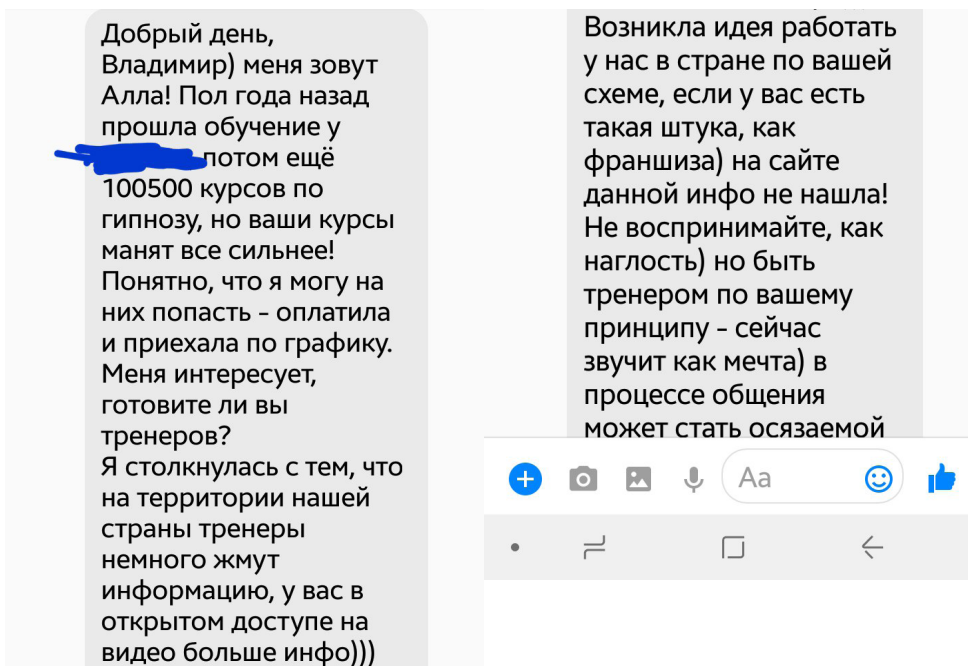 Добрый день,
Владимир) меня зовут
Алла! Пол года назад
прошла обучение у
потом ещё
100500 курсов по
гипнозу, но ваши курсы
манят все сильнее!
Понятно, что я могу на
них попасть - оплатила
и приехала по графику.
Меня интересует,
готовите ли вы
тренеров?
Я столкнулась с тем, что
на территории нашей
страны тренеры
немного жмут
информацию, у вас в
открытом доступе на
видео больше инфо)))
Возникла идея работать
у нас в стране по вашей
схеме, если у вас есть
такая штука, как
франшиза) на сайте
данной инфо не нашла!
Не воспринимайте, как
наглость) но быть
тренером по вашему
принципу - сейчас
звучит как мечта) в
процессе общения
может стать осязаемой
Aa